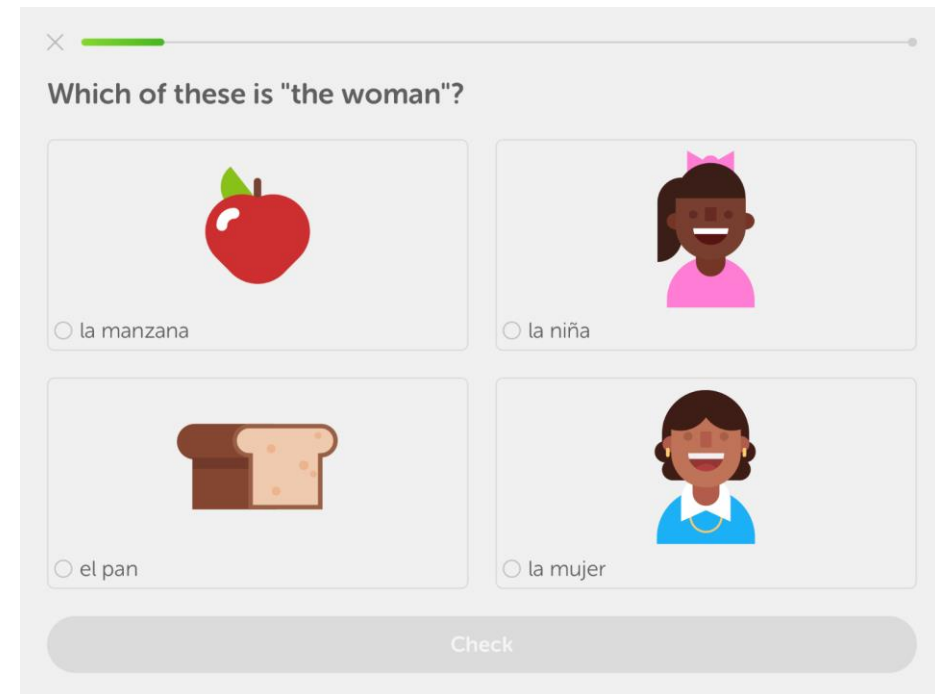 Which of these is "the woman"?
la manzana
la niña
el pan
la mujer
Check